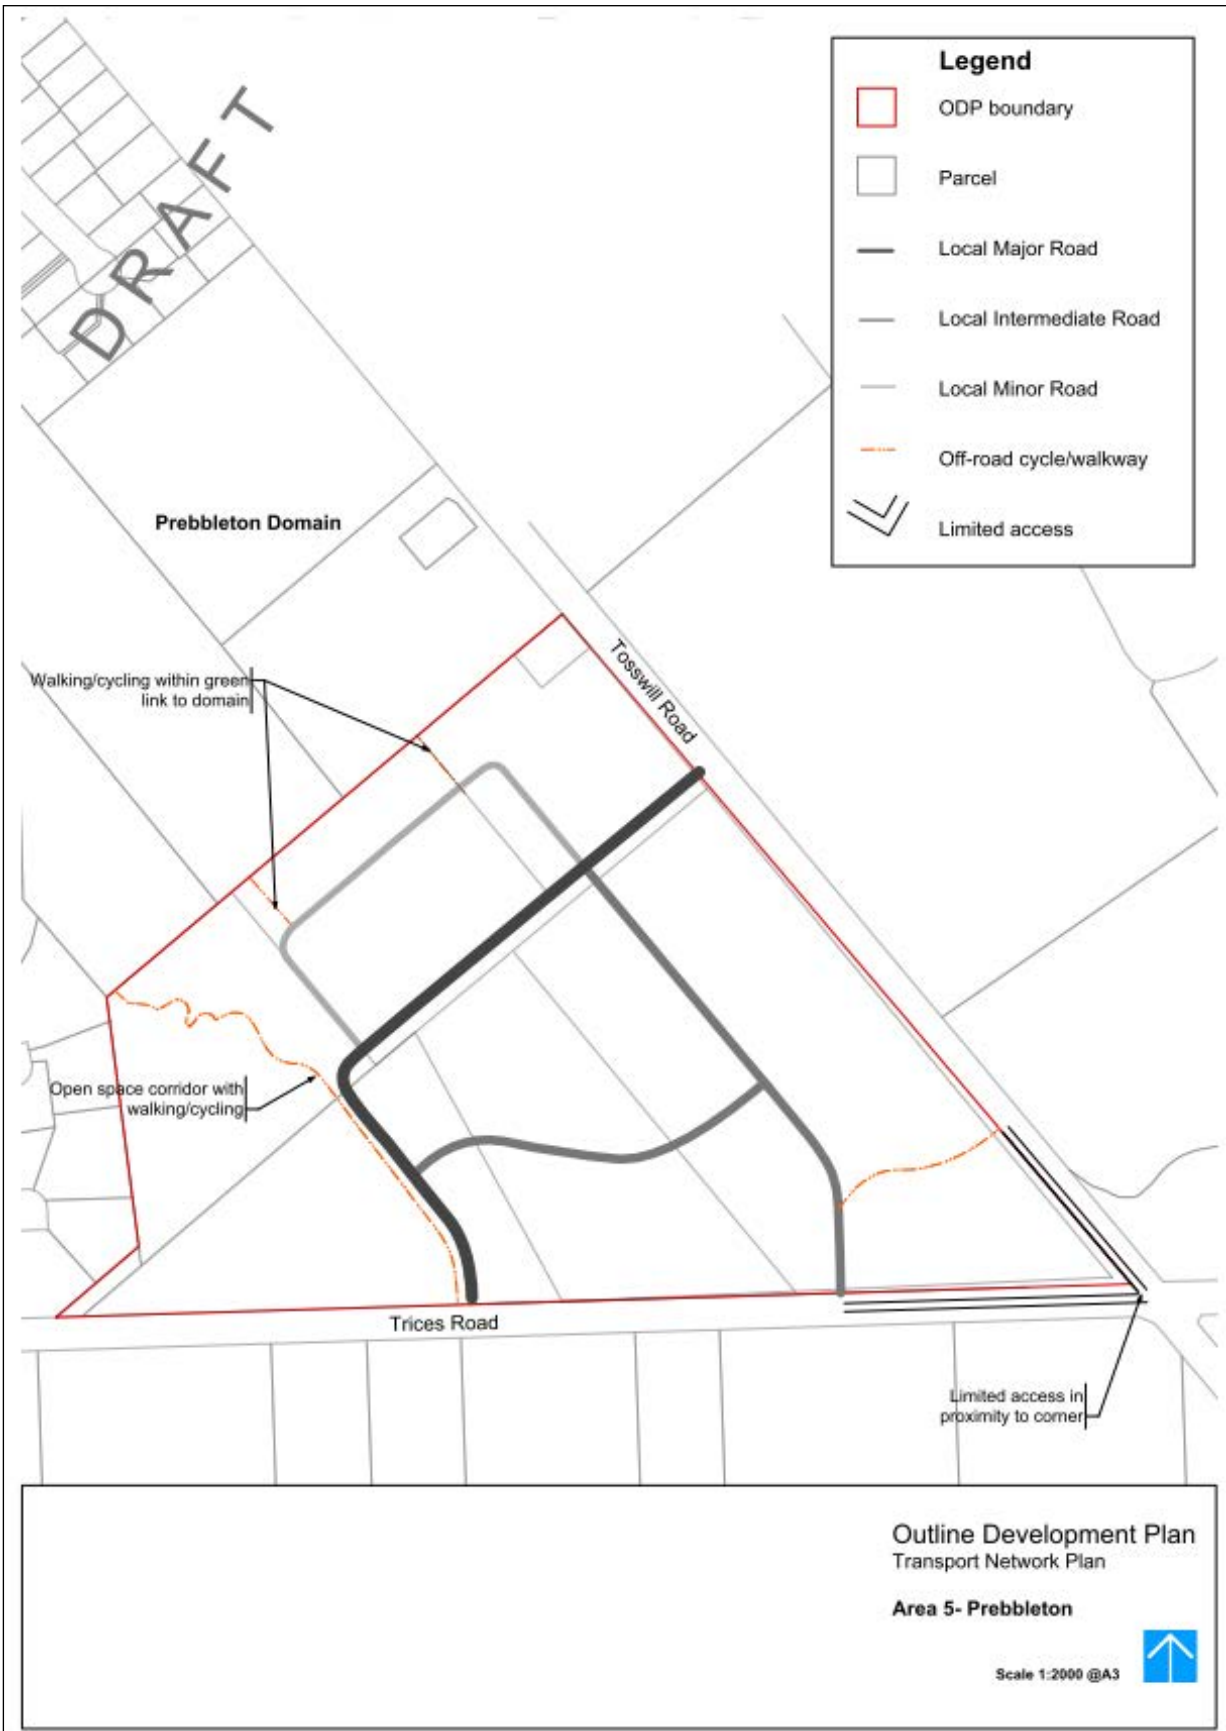 DRAFT
Legend
ODP boundary
Parcel
Local Major Road
Local Intermediate Road
Local Minor Road
Off-road cycle/walkway
Limited access
Prebbleton Domain
Tosswill Road
Walking/cycling within green
link to domain
Open space corridor with
walking/cycling
Trices Road
Limited access in
proximity to corner
Outline Development Plan
Transport Network Plan
Area 5- Prebbleton
Scale 1:2000 @A3